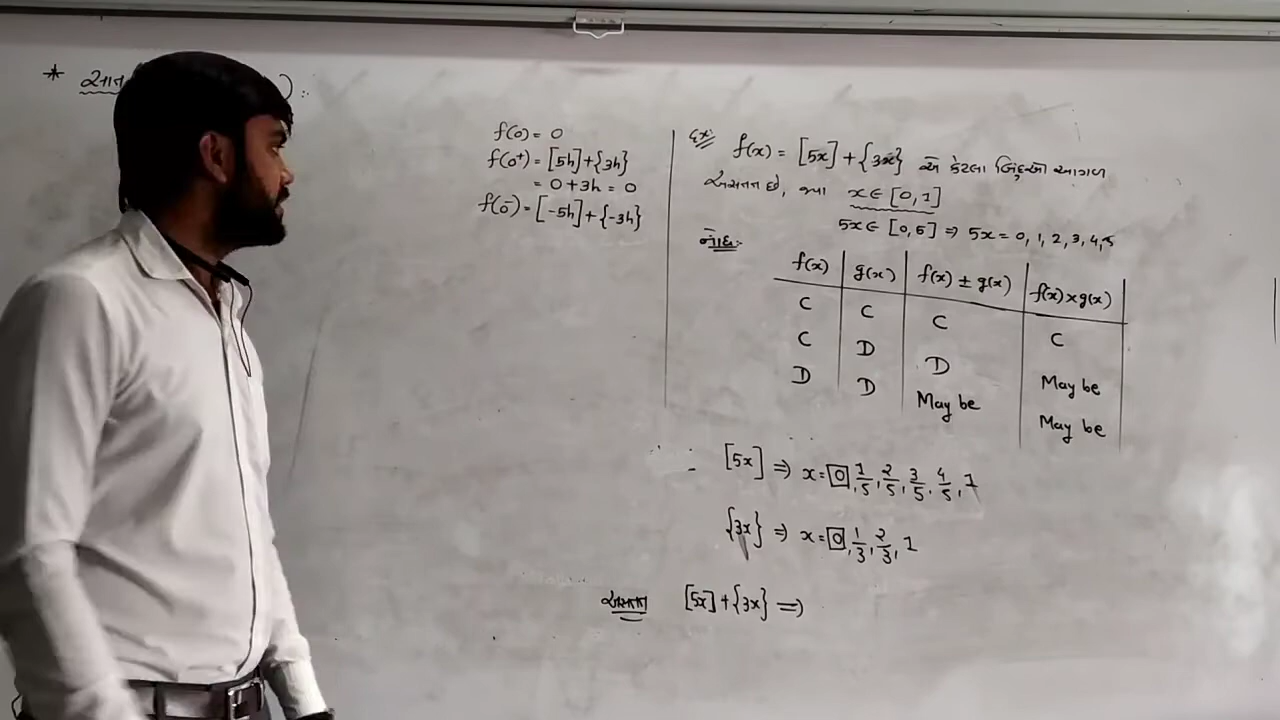 * સાત ) :
f(0) = 0
f(0⁺) = [5h]+{3h}
= 0+3h = 0
f(0⁻) = [-5h]+{-3h}
Ex: f(x) = [5x]+{3x} એ કેટલા બિંદુએ આગળ
અસતત છે, જ્યાં x∈[0,1]
5x∈[0,5] ⇒ 5x = 0, 1, 2, 3, 4, 5
નોંધ:-
f(x) g(x) f(x) ± g(x) f(x)×g(x)
C C C C
C D D May be
D D May be May be
[5x] ⇒ x = 0, 1/5, 2/5, 3/5, 4/5, 1
{3x} ⇒ x = 0, 1/3, 2/3, 1
અસતત [5x]+{3x} ⇒